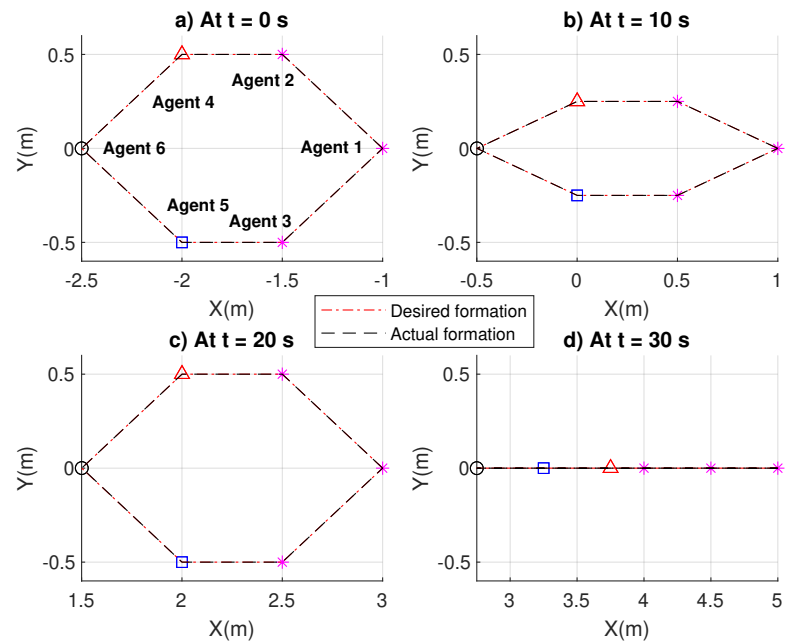 a) At t = 0 s
Y(m)
0.5
0
-0.5
Agent 2
Agent 4
Agent 6
Agent 1
Agent 5
Agent 3
-2.5 -2 -1.5 -1
X(m)
b) At t = 10 s
Y(m)
0.5
0
-0.5
-0.5 0 0.5 1
X(m)
Desired formation
Actual formation
c) At t = 20 s
Y(m)
0.5
0
-0.5
1.5 2 2.5 3
X(m)
d) At t = 30 s
Y(m)
0.5
0
-0.5
3 3.5 4 4.5 5
X(m)